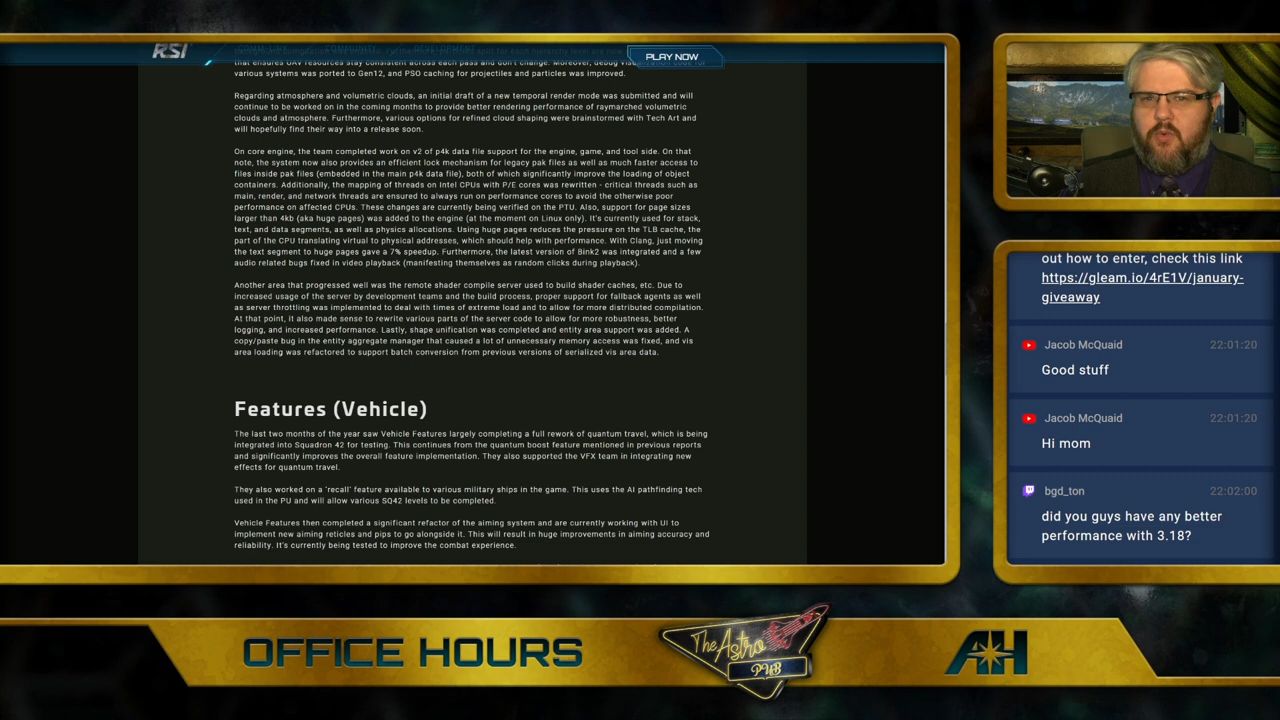 RSI
COMM-LINK
COMMUNITY
DEVELOPMENT
PLAY NOW
that ensures UAV resources stay consistent across each pass and don't change. Moreover, debug visualization code for
various systems was ported to Gen12, and PSO caching for projectiles and particles was improved.
Regarding atmosphere and volumetric clouds, an initial draft of a new temporal render mode was submitted and will
continue to be worked on in the coming months to provide better rendering performance of raymarched volumetric
clouds and atmosphere. Furthermore, various options for refined cloud shaping were brainstormed with Tech Art and
will hopefully find their way into a release soon.
On core engine, the team completed work on v2 of p4k data file support for the engine, game, and tool side. On that
note, the system now also provides an efficient lock mechanism for legacy pak files as well as much faster access to
files inside pak files (embedded in the main p4k data file), both of which significantly improve the loading of object
containers. Additionally, the mapping of threads on Intel CPUs with P/E cores was rewritten - critical threads such as
main, render, and network threads are ensured to always run on performance cores to avoid the otherwise poor
performance on affected CPUs. These changes are currently being verified on the PTU. Also, support for page sizes
larger than 4kb (aka huge pages) was added to the engine (at the moment on Linux only). It's currently used for stack,
text, and data segments, as well as physics allocations. Using huge pages reduces the pressure on the TLB cache, the
part of the CPU translating virtual to physical addresses, which should help with performance. With Clang, just moving
the text segment to huge pages gave a 7% speedup. Furthermore, the latest version of Bink2 was integrated and a few
audio related bugs fixed in video playback (manifesting themselves as random clicks during playback).
Another area that progressed well was the remote shader compile server used to build shader caches, etc. Due to
increased usage of the server by development teams and the build process, proper support for fallback agents as well
as server throttling was implemented to deal with times of extreme load and to allow for more distributed compilation.
At that point, it also made sense to rewrite various parts of the server code to allow for more robustness, better
logging, and increased performance. Lastly, shape unification was completed and entity area support was added. A
copy/paste bug in the entity aggregate manager that caused a lot of unnecessary memory access was fixed, and vis
area loading was refactored to support batch conversion from previous versions of serialized vis area data.
Features (Vehicle)
The last two months of the year saw Vehicle Features largely completing a full rework of quantum travel, which is being
integrated into Squadron 42 for testing. This continues from the quantum boost feature mentioned in previous reports
and significantly improves the overall feature implementation. They also supported the VFX team in integrating new
effects for quantum travel.
They also worked on a 'recall' feature available to various military ships in the game. This uses the AI pathfinding tech
used in the PU and will allow various SQ42 levels to be completed.
Vehicle Features then completed a significant refactor of the aiming system and are currently working with UI to
implement new aiming reticles and pips to go alongside it. This will result in huge improvements in aiming accuracy and
reliability. It's currently being tested to improve the combat experience.
out how to enter, check this link
https://gleam.io/4rE1V/january-
giveaway
Jacob McQuaid 22:01:20
Good stuff
Jacob McQuaid 22:01:20
Hi mom
bgd_ton 22:02:00
did you guys have any better
performance with 3.18?
OFFICE HOURS
The Astro
PUB
AH